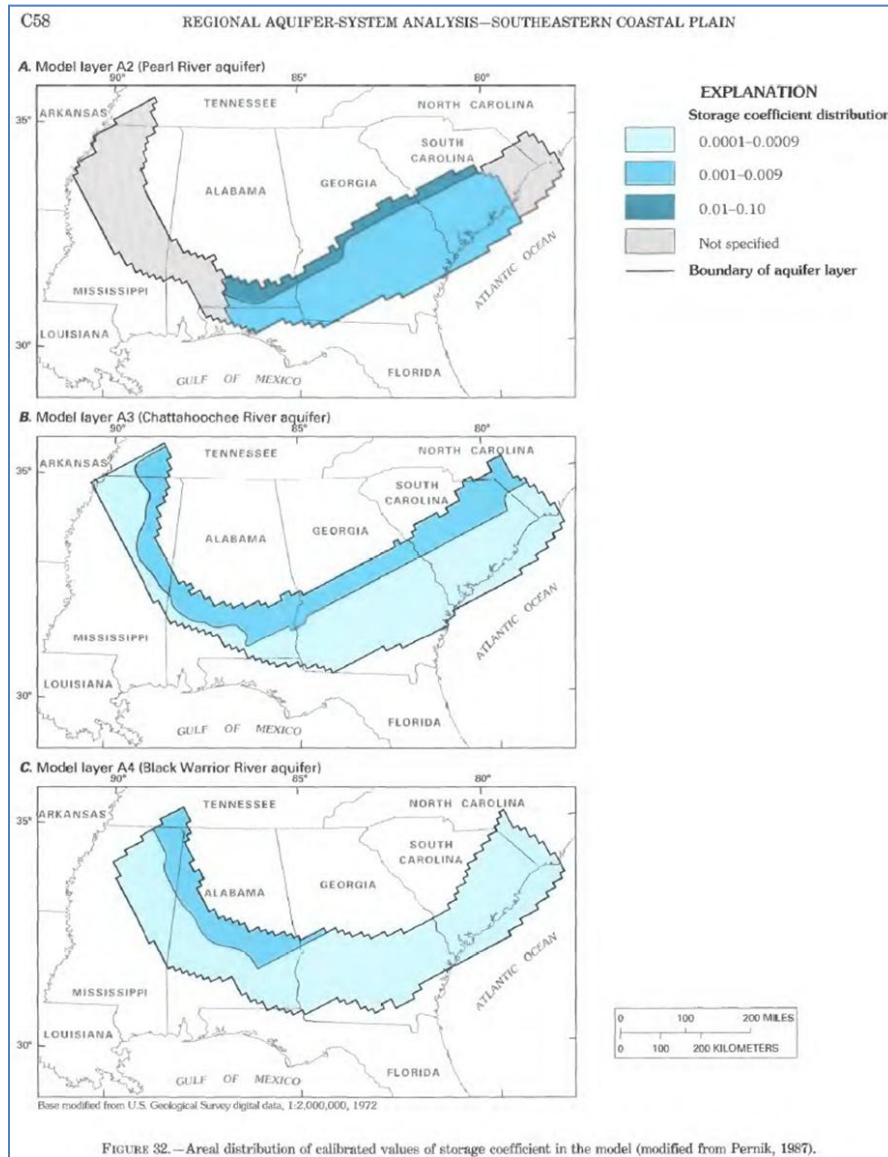 C58
REGIONAL AQUIFER-SYSTEM ANALYSIS—SOUTHEASTERN COASTAL PLAIN
A. Model layer A2 (Pearl River aquifer)
90°
85°
80°
35°
ARKANSAS
TENNESSEE
NORTH CAROLINA
SOUTH
CAROLINA
ALABAMA
GEORGIA
MISSISSIPPI
LOUISIANA
ATLANTIC OCEAN
30°
FLORIDA
GULF OF MEXICO
EXPLANATION
Storage coefficient distribution
0.0001–0.0009
0.001–0.009
0.01–0.10
Not specified
Boundary of aquifer layer
B. Model layer A3 (Chattahoochee River aquifer)
90°
85°
80°
35°
ARKANSAS
TENNESSEE
NORTH CAROLINA
SOUTH
CAROLINA
ALABAMA
GEORGIA
MISSISSIPPI
LOUISIANA
ATLANTIC OCEAN
30°
FLORIDA
GULF OF MEXICO
C. Model layer A4 (Black Warrior River aquifer)
90°
85°
80°
35°
ARKANSAS
TENNESSEE
NORTH CAROLINA
SOUTH
CAROLINA
ALABAMA
GEORGIA
MISSISSIPPI
LOUISIANA
ATLANTIC OCEAN
30°
FLORIDA
GULF OF MEXICO
0 100 200 MILES
0 100 200 KILOMETERS
Base modified from U.S. Geological Survey digital data, 1:2,000,000, 1972
FIGURE 32.—Areal distribution of calibrated values of storage coefficient in the model (modified from Pernik, 1987).